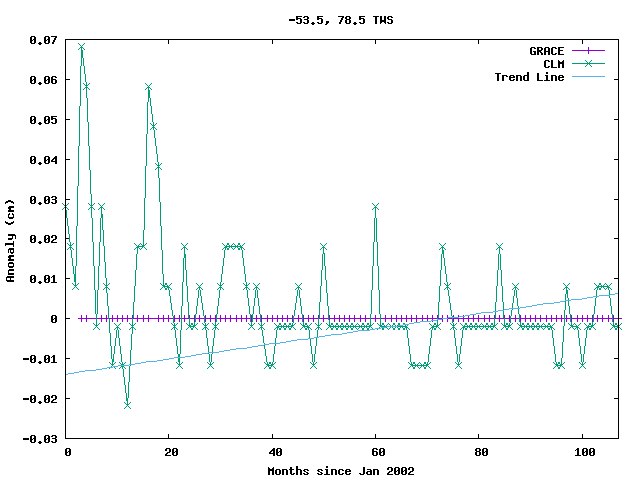 -53.5, 78.5 TWS
GRACE
CLM
Trend Line
Anomaly (cm)
0.07
0.06
0.05
0.04
0.03
0.02
0.01
0
-0.01
-0.02
-0.03
0 20 40 60 80 100
Months since Jan 2002